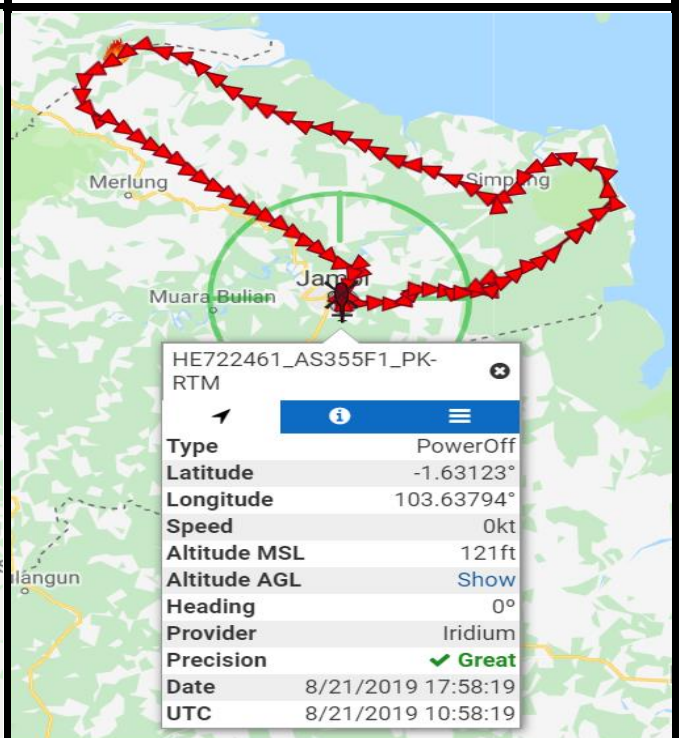 Merlung
Simpang
Jambi
Muara Bulian
HE722461_AS355F1_PK-
RTM
Type PowerOff
Latitude -1.63123°
Longitude 103.63794°
Speed 0kt
Altitude MSL 121ft
Altitude AGL Show
Heading 0°
Provider Iridium
Precision ✔ Great
Date 8/21/2019 17:58:19
UTC 8/21/2019 10:58:19